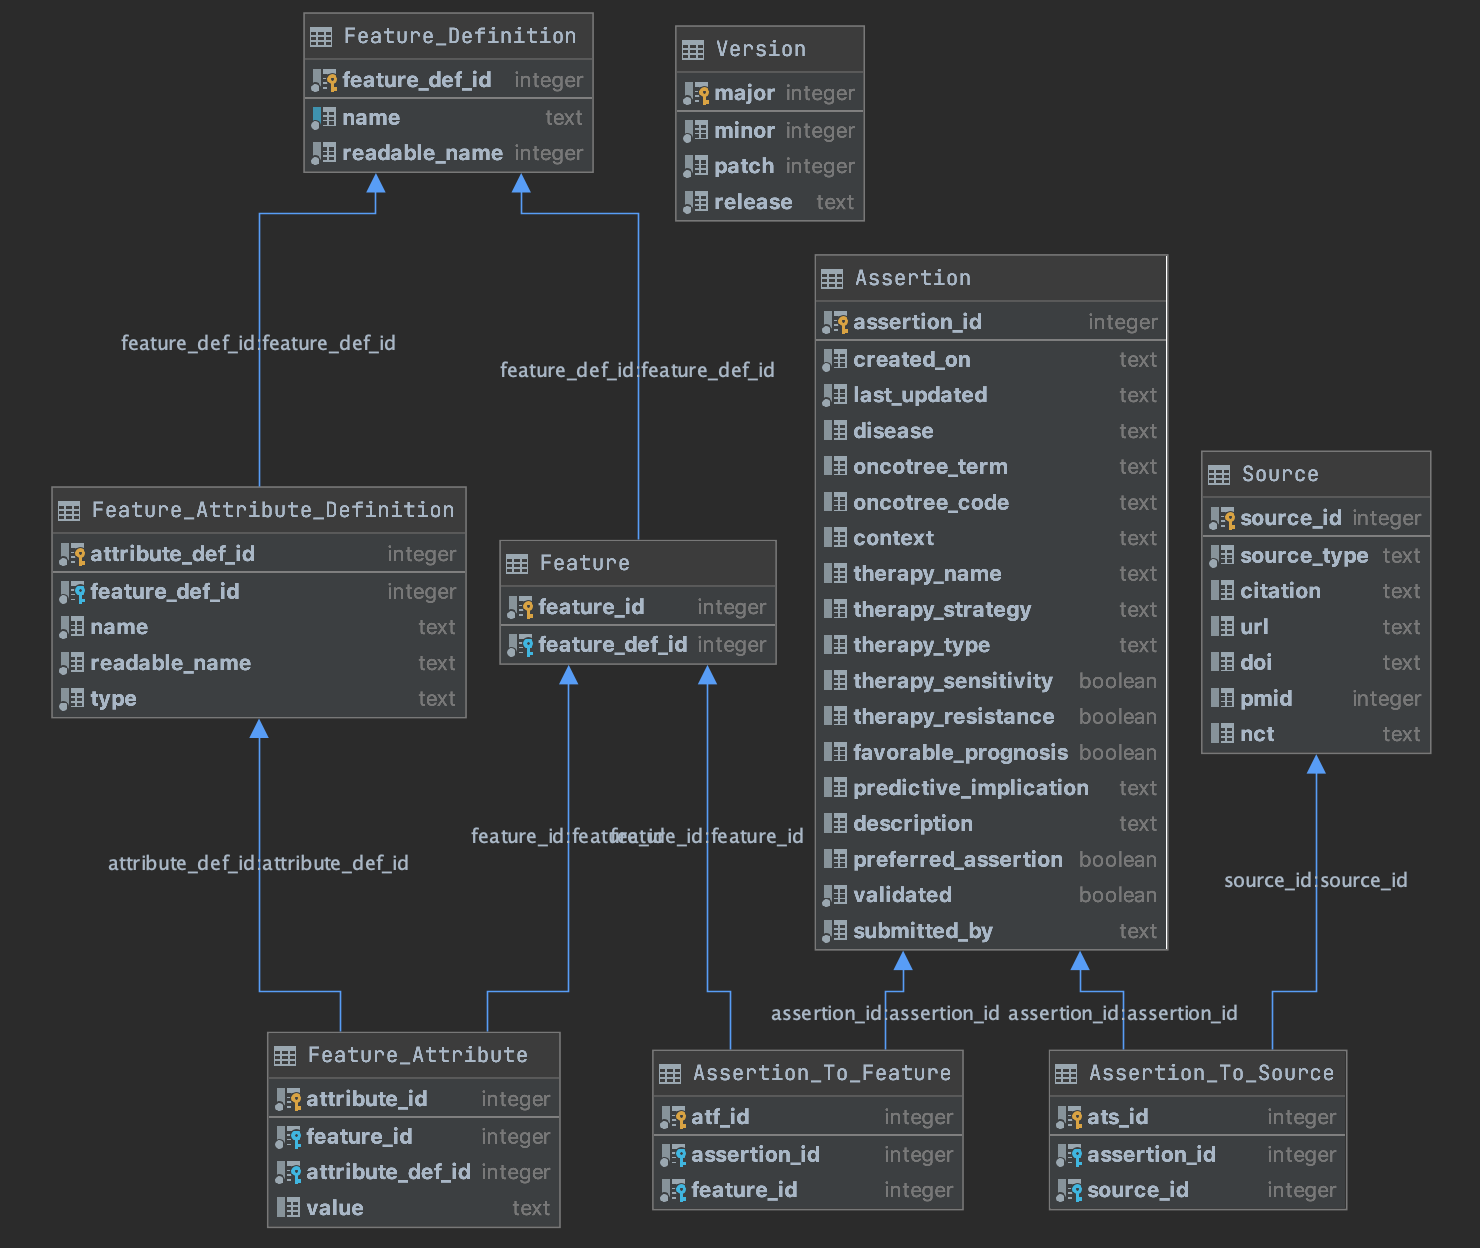 Feature_Definition
feature_def_id integer
name text
readable_name integer
Version
major integer
minor integer
patch integer
release text
feature_def_id:feature_def_id
feature_def_id:feature_def_id
Assertion
assertion_id integer
created_on text
last_updated text
disease text
oncotree_term text
oncotree_code text
context text
therapy_name text
therapy_strategy text
therapy_type text
therapy_sensitivity boolean
therapy_resistance boolean
favorable_prognosis boolean
predictive_implication text
description text
preferred_assertion boolean
validated boolean
submitted_by text
Source
source_id integer
source_type text
citation text
url text
doi text
pmid integer
nct text
Feature_Attribute_Definition
attribute_def_id integer
feature_def_id integer
name text
readable_name text
type text
Feature
feature_id integer
feature_def_id integer
attribute_def_id:attribute_def_id
feature_id:feature_id
feature_id:feature_id
source_id:source_id
assertion_id:assertion_id
assertion_id:assertion_id
Feature_Attribute
attribute_id integer
feature_id integer
attribute_def_id integer
value text
Assertion_To_Feature
atf_id integer
assertion_id integer
feature_id integer
Assertion_To_Source
ats_id integer
assertion_id integer
source_id integer